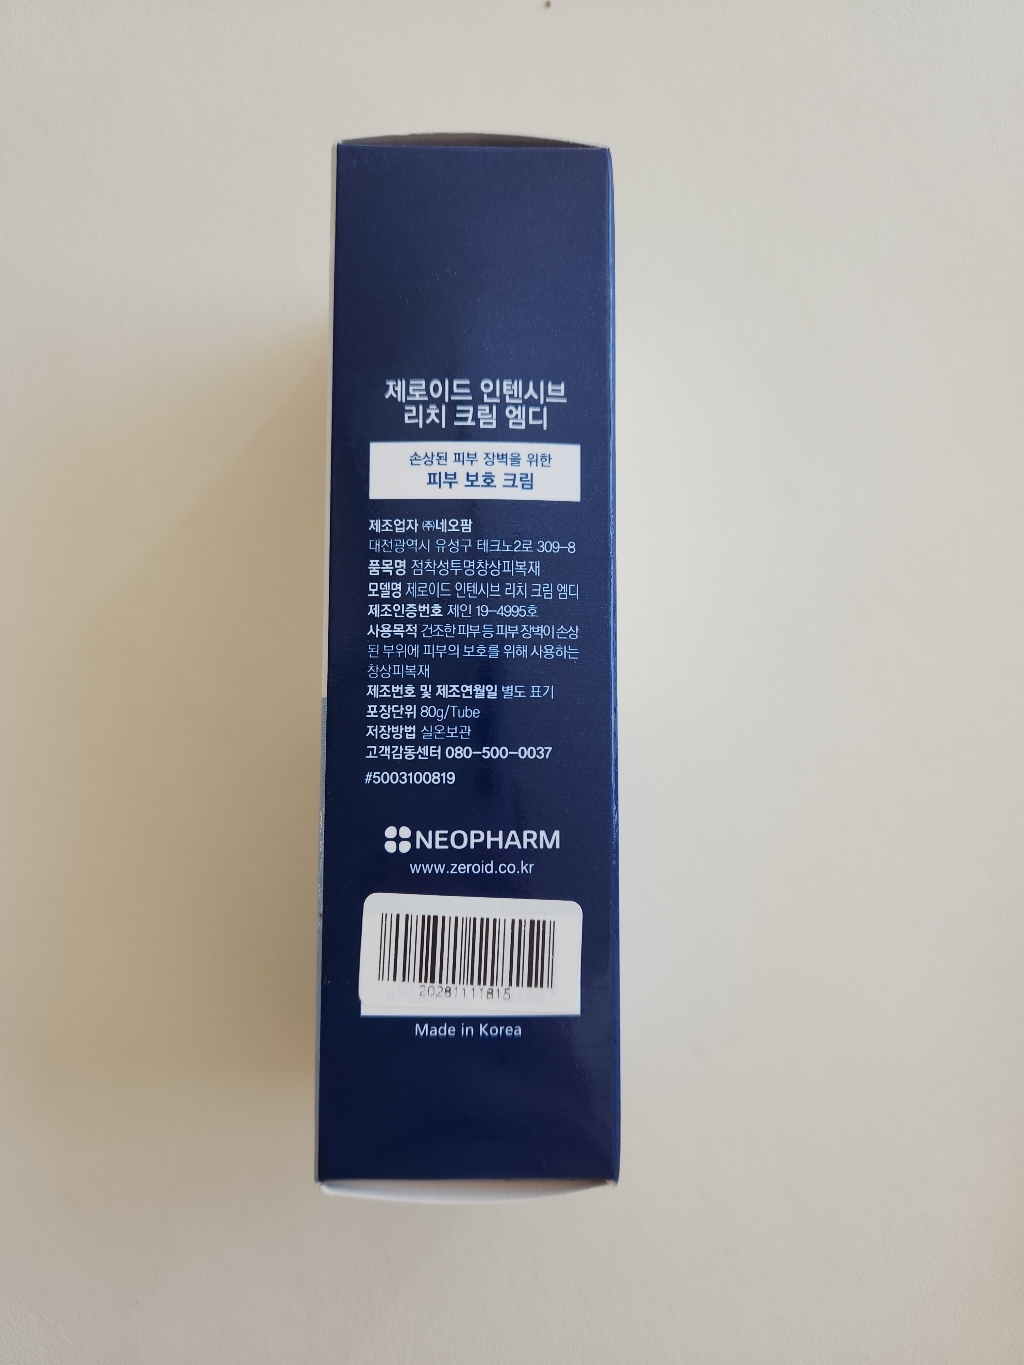 제로이드 인텐시브
리치 크림 엠디
손상된 피부 장벽을 위한
피부 보호 크림
제조업자 ㈜네오팜
대전광역시 유성구 테크노2로 309-8
품목명 점착성투명창상피복재
모델명 제로이드 인텐시브 리치 크림 엠디
제조인증번호 제인 19-4995호
사용목적 건조한 피부 등 피부 장벽이 손상
된 부위에 피부의 보호를 위해 사용하는
창상피복재
제조번호 및 제조연월일 별도 표기
포장단위 80g/Tube
저장방법 실온보관
고객감동센터 080-500-0037
#5003100819
NEOPHARM
www.zeroid.co.kr
20281111815
Made in Korea